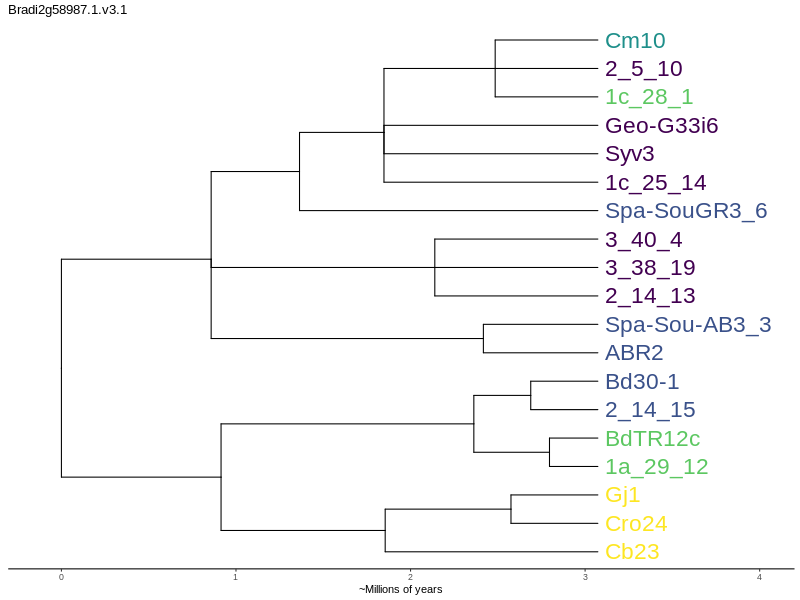 Bradi2g58987.1.v3.1
Cm10
2_5_10
1c_28_1
Geo-G33i6
Syv3
1c_25_14
Spa-SouGR3_6
3_40_4
3_38_19
2_14_13
Spa-Sou-AB3_3
ABR2
Bd30-1
2_14_15
BdTR12c
1a_29_12
Gj1
Cro24
Cb23
0 1 2 3 4
~Millions of years